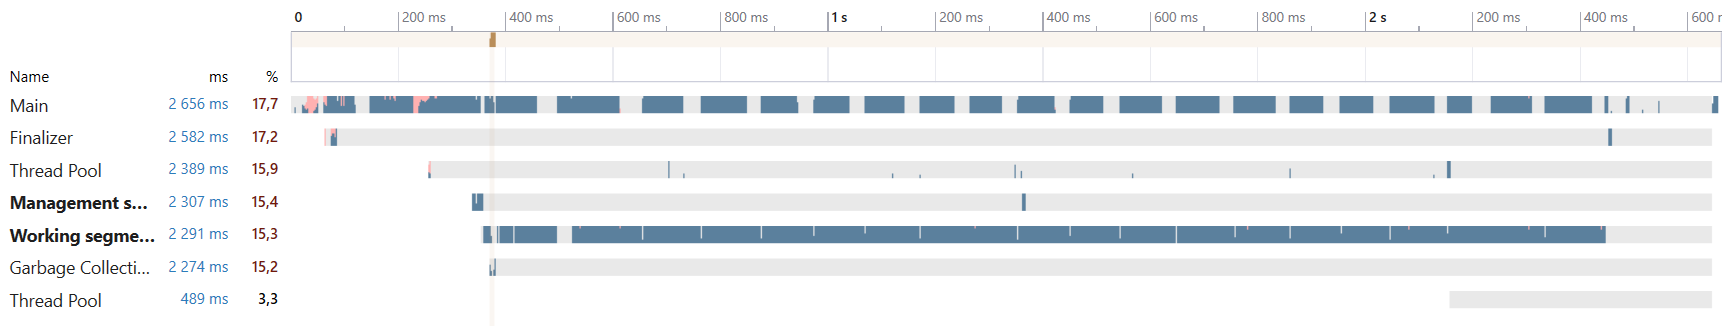 0 200 ms 400 ms 600 ms 800 ms 1 s 200 ms 400 ms 600 ms 800 ms 2 s 200 ms 400 ms 600 m
Name ms %
Main 2 656 ms 17,7
Finalizer 2 582 ms 17,2
Thread Pool 2 389 ms 15,9
Management s... 2 307 ms 15,4
Working segme... 2 291 ms 15,3
Garbage Collecti... 2 274 ms 15,2
Thread Pool 489 ms 3,3